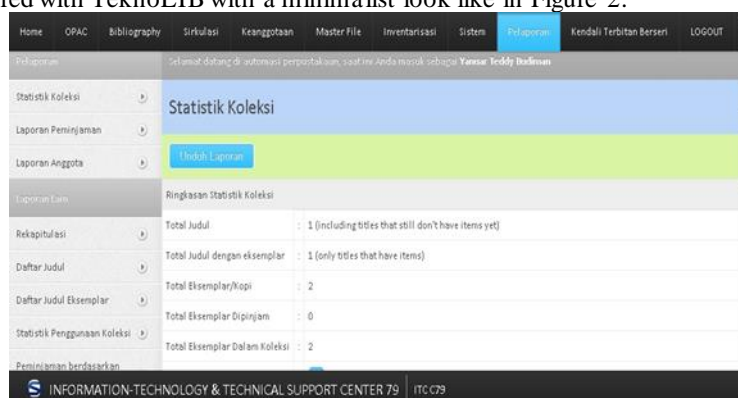 ed with TeknoLIB with a minimalist look like in Figure 2.
Home OPAC Bibliography Sirkulasi Keanggotaan Master File Inventarisasi Sistem Pelaporan Kendali Terbitan Berseri LOGOUT
Pelaporan
Selamat datang di automasi perpustakaan, saat ini Anda masuk sebagai Yannar Teddy Budiman
Statistik Koleksi
Laporan Peminjaman
Laporan Anggota
Laporan Lain
Rekapitulasi
Daftar Judul
Daftar Judul Eksemplar
Statistik Penggunaan Koleksi
Peminjaman berdasarkan
Statistik Koleksi
Unduh Laporan
Ringkasan Statistik Koleksi
Total Judul : 1 (including titles that still don't have items yet)
Total Judul dengan eksemplar : 1 (only titles that have items)
Total Eksemplar/Kopi : 2
Total Eksemplar Dipinjam : 0
Total Eksemplar Dalam Koleksi : 2
INFORMATION-TECHNOLOGY & TECHNICAL SUPPORT CENTER 79 | ITCC79